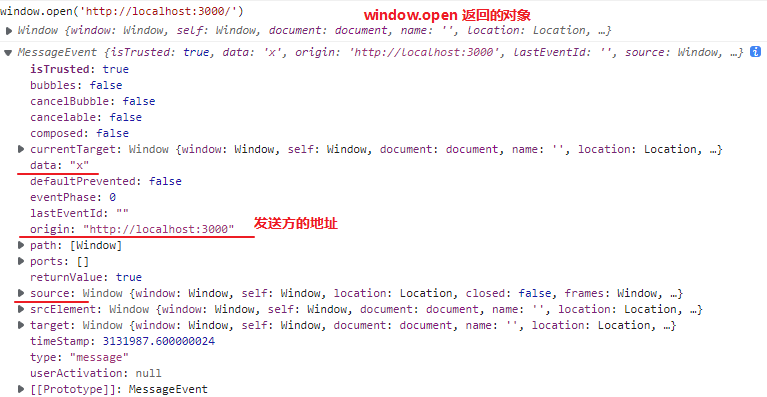 window.open('http://localhost:3000/')
window.open 返回的对象
▶ Window {window: Window, self: Window, document: document, name: '', location: Location, …}
▼ MessageEvent {isTrusted: true, data: 'x', origin: 'http://localhost:3000', lastEventId: '', source: Window, …}
isTrusted: true
bubbles: false
cancelBubble: false
cancelable: false
composed: false
▶ currentTarget: Window {window: Window, self: Window, document: document, name: '', location: Location, …}
data: "x"
defaultPrevented: false
eventPhase: 0
lastEventId: ""
origin: "http://localhost:3000"
发送方的地址
▶ path: [Window]
▶ ports: []
returnValue: true
▶ source: Window {window: Window, self: Window, location: Location, closed: false, frames: Window, …}
▶ srcElement: Window {window: Window, self: Window, document: document, name: '', location: Location, …}
▶ target: Window {window: Window, self: Window, document: document, name: '', location: Location, …}
timeStamp: 3131987.600000024
type: "message"
userActivation: null
▶ [[Prototype]]: MessageEvent